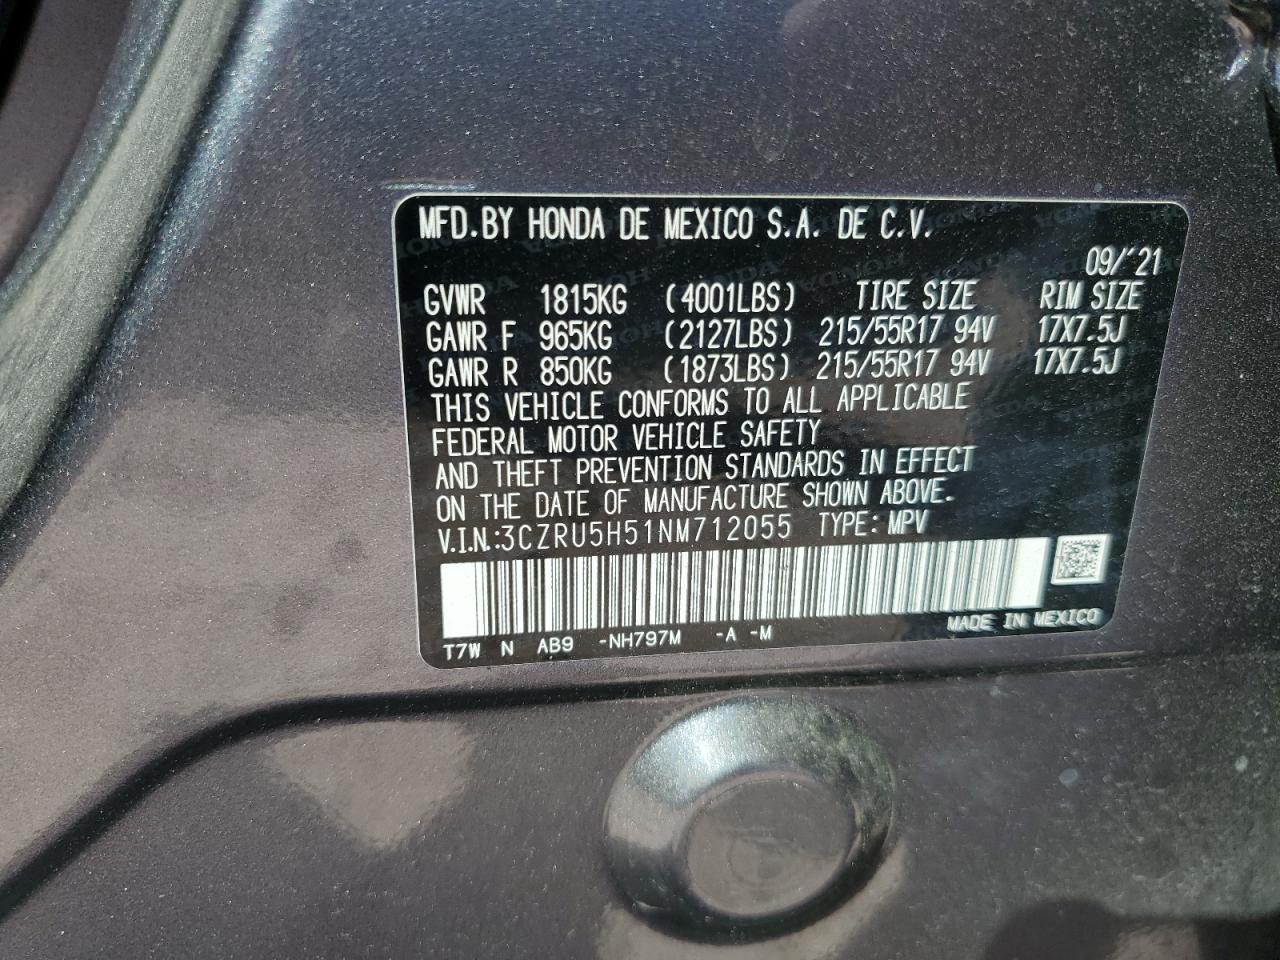 MFD.BY HONDA DE MEXICO S.A. DE C.V.
09/'21
GVWR 1815KG (4001LBS) TIRE SIZE RIM SIZE
GAWR F 965KG (2127LBS) 215/55R17 94V 17X7.5J
GAWR R 850KG (1873LBS) 215/55R17 94V 17X7.5J
THIS VEHICLE CONFORMS TO ALL APPLICABLE
FEDERAL MOTOR VEHICLE SAFETY
AND THEFT PREVENTION STANDARDS IN EFFECT
ON THE DATE OF MANUFACTURE SHOWN ABOVE.
V.I.N.:3CZRU5H51NM712055 TYPE: MPV
MADE IN MEXICO
T7W N AB9 -NH797M -A -M